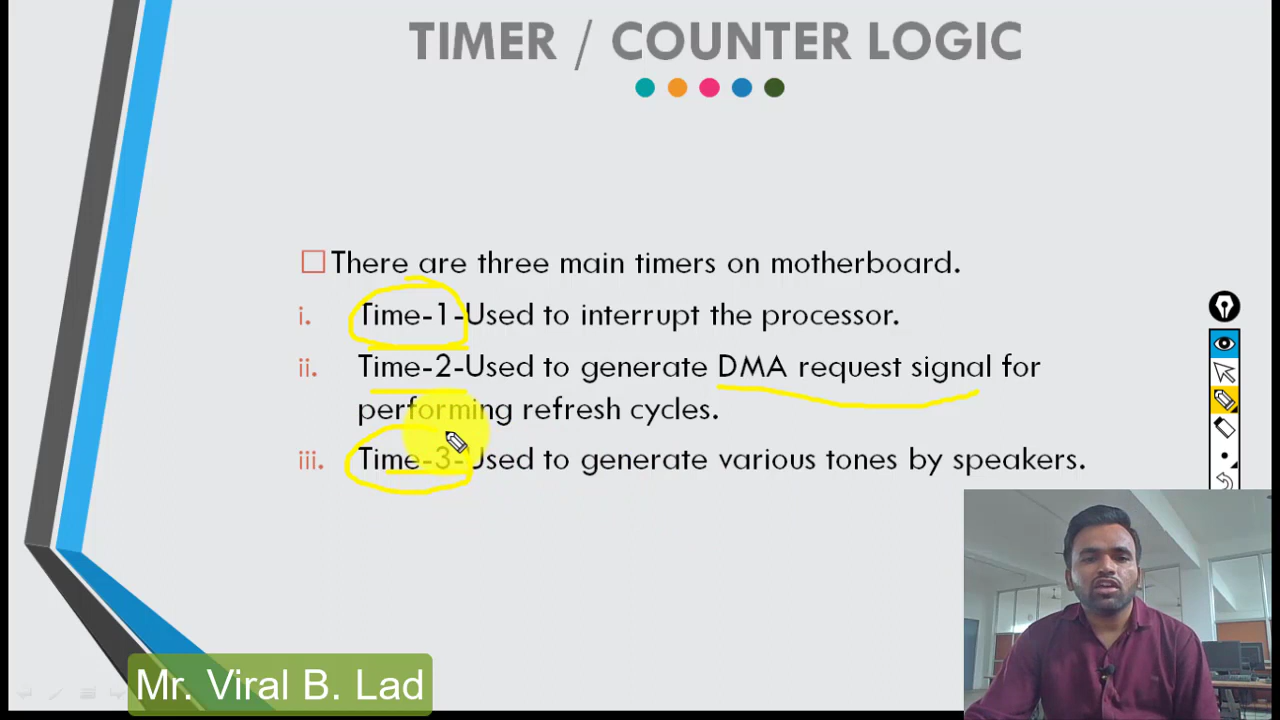 TIMER / COUNTER LOGIC
There are three main timers on motherboard.
i. Time-1-Used to interrupt the processor.
ii. Time-2-Used to generate DMA request signal for
performing refresh cycles.
iii. Time-3-Used to generate various tones by speakers.
Mr. Viral B. Lad